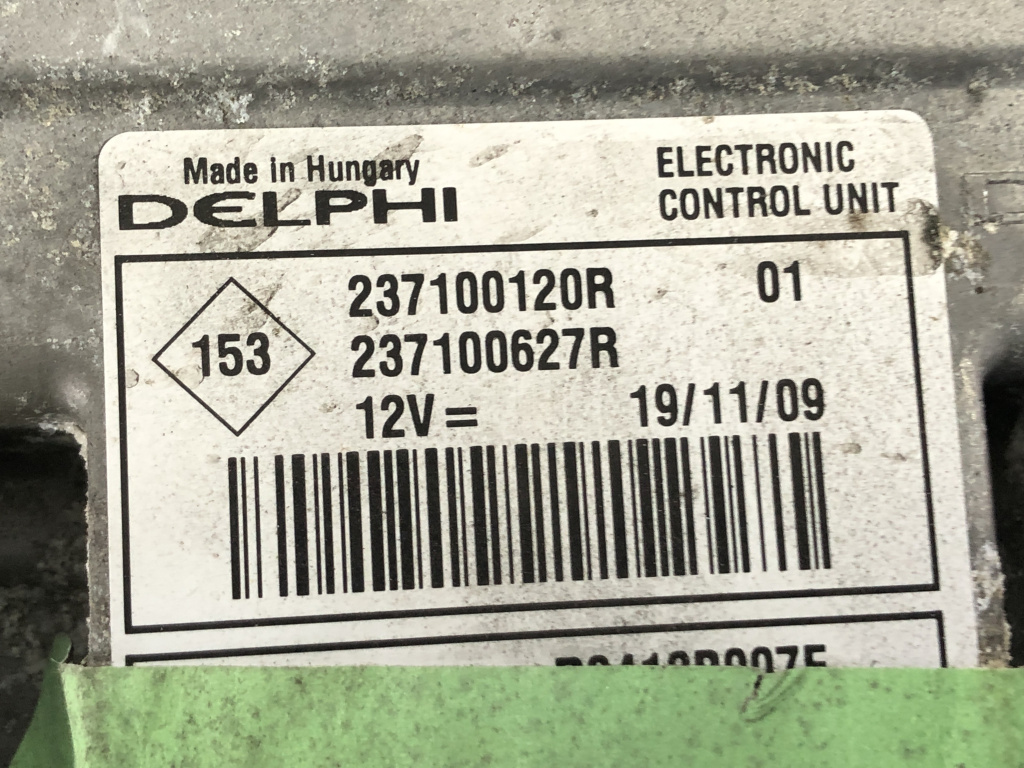 Made in Hungary
DELPHI
ELECTRONIC
CONTROL UNIT
153
237100120R
01
237100627R
12V=
19/11/09